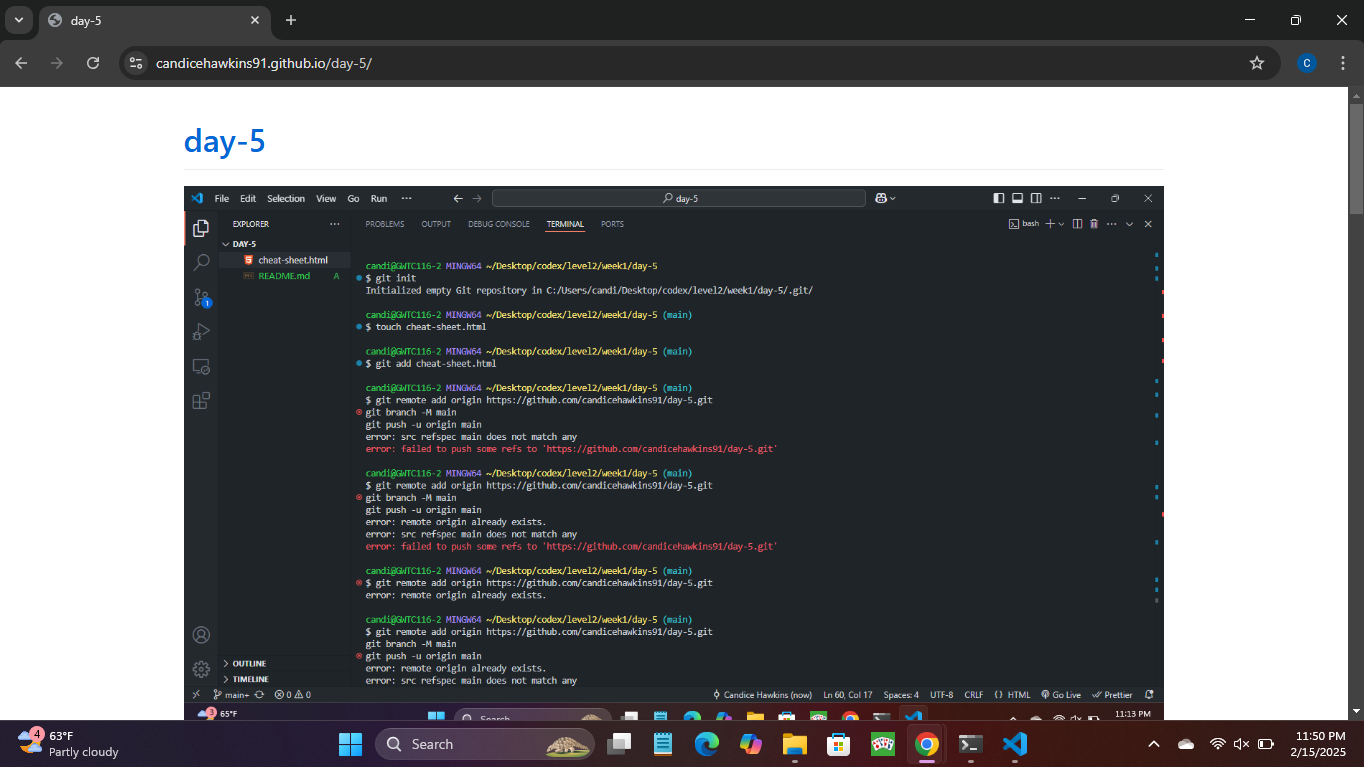 day-5
candicehawkins91.github.io/day-5/
C
day-5
File Edit Selection View Go Run ··· day-5
EXPLORER ··· PROBLEMS OUTPUT DEBUG CONSOLE TERMINAL PORTS bash
DAY-5
cheat-sheet.html
README.md A
1
candi@GWTC116-2 MINGW64 ~/Desktop/codex/level2/week1/day-5
$ git init
Initialized empty Git repository in C:/Users/candi/Desktop/codex/level2/week1/day-5/.git/
candi@GWTC116-2 MINGW64 ~/Desktop/codex/level2/week1/day-5 (main)
$ touch cheat-sheet.html
candi@GWTC116-2 MINGW64 ~/Desktop/codex/level2/week1/day-5 (main)
$ git add cheat-sheet.html
candi@GWTC116-2 MINGW64 ~/Desktop/codex/level2/week1/day-5 (main)
$ git remote add origin https://github.com/candicehawkins91/day-5.git
git branch -M main
git push -u origin main
error: src refspec main does not match any
error: failed to push some refs to 'https://github.com/candicehawkins91/day-5.git'
candi@GWTC116-2 MINGW64 ~/Desktop/codex/level2/week1/day-5 (main)
$ git remote add origin https://github.com/candicehawkins91/day-5.git
git branch -M main
git push -u origin main
error: remote origin already exists.
error: src refspec main does not match any
error: failed to push some refs to 'https://github.com/candicehawkins91/day-5.git'
candi@GWTC116-2 MINGW64 ~/Desktop/codex/level2/week1/day-5 (main)
$ git remote add origin https://github.com/candicehawkins91/day-5.git
error: remote origin already exists.
candi@GWTC116-2 MINGW64 ~/Desktop/codex/level2/week1/day-5 (main)
$ git remote add origin https://github.com/candicehawkins91/day-5.git
git branch -M main
git push -u origin main
error: remote origin already exists.
error: src refspec main does not match any
OUTLINE
TIMELINE
main+ 0 0 Candice Hawkins (now) Ln 60, Col 17 Spaces: 4 UTF-8 CRLF {} HTML Go Live Prettier
3 65°F Search 11:13 PM
4 63°F
Partly cloudy
Search
11:50 PM
2/15/2025